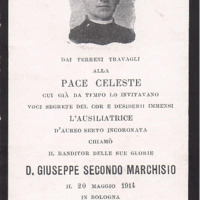 DAI TERRENI TRAVAGLI
ALLA
PACE CELESTE
CUI GIÀ DA TEMPO LO INVITAVANO
VOCI SEGRETE DEL COR E DESIDERII IMMENSI
L'AUSILIATRICE
D'AUREO SERTO INCORONATA
CHIAMÒ
IL BANDITOR DELLE SUE GLORIE
D. GIUSEPPE SECONDO MARCHISIO
IL 20 MAGGIO 1914
IN BOLOGNA